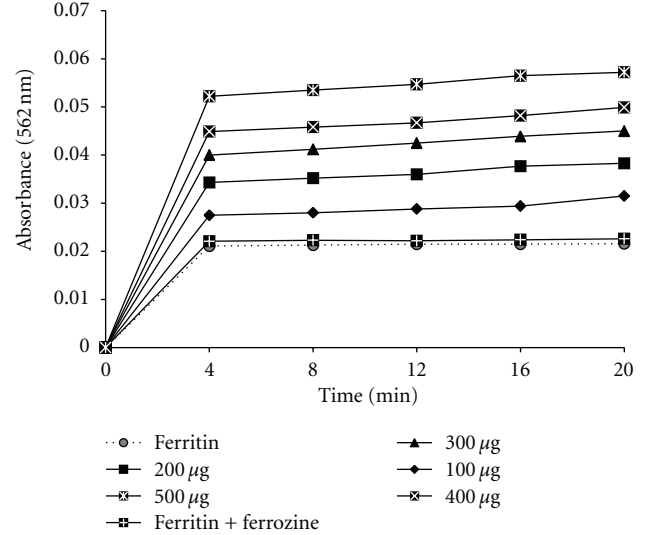 0.07
0.06
0.05
0.04
0.03
0.02
0.01
0
Absorbance (562 nm)
0 4 8 12 16 20
Time (min)
Ferritin
200 µg
500 µg
Ferritin + ferrozine
300 µg
100 µg
400 µg